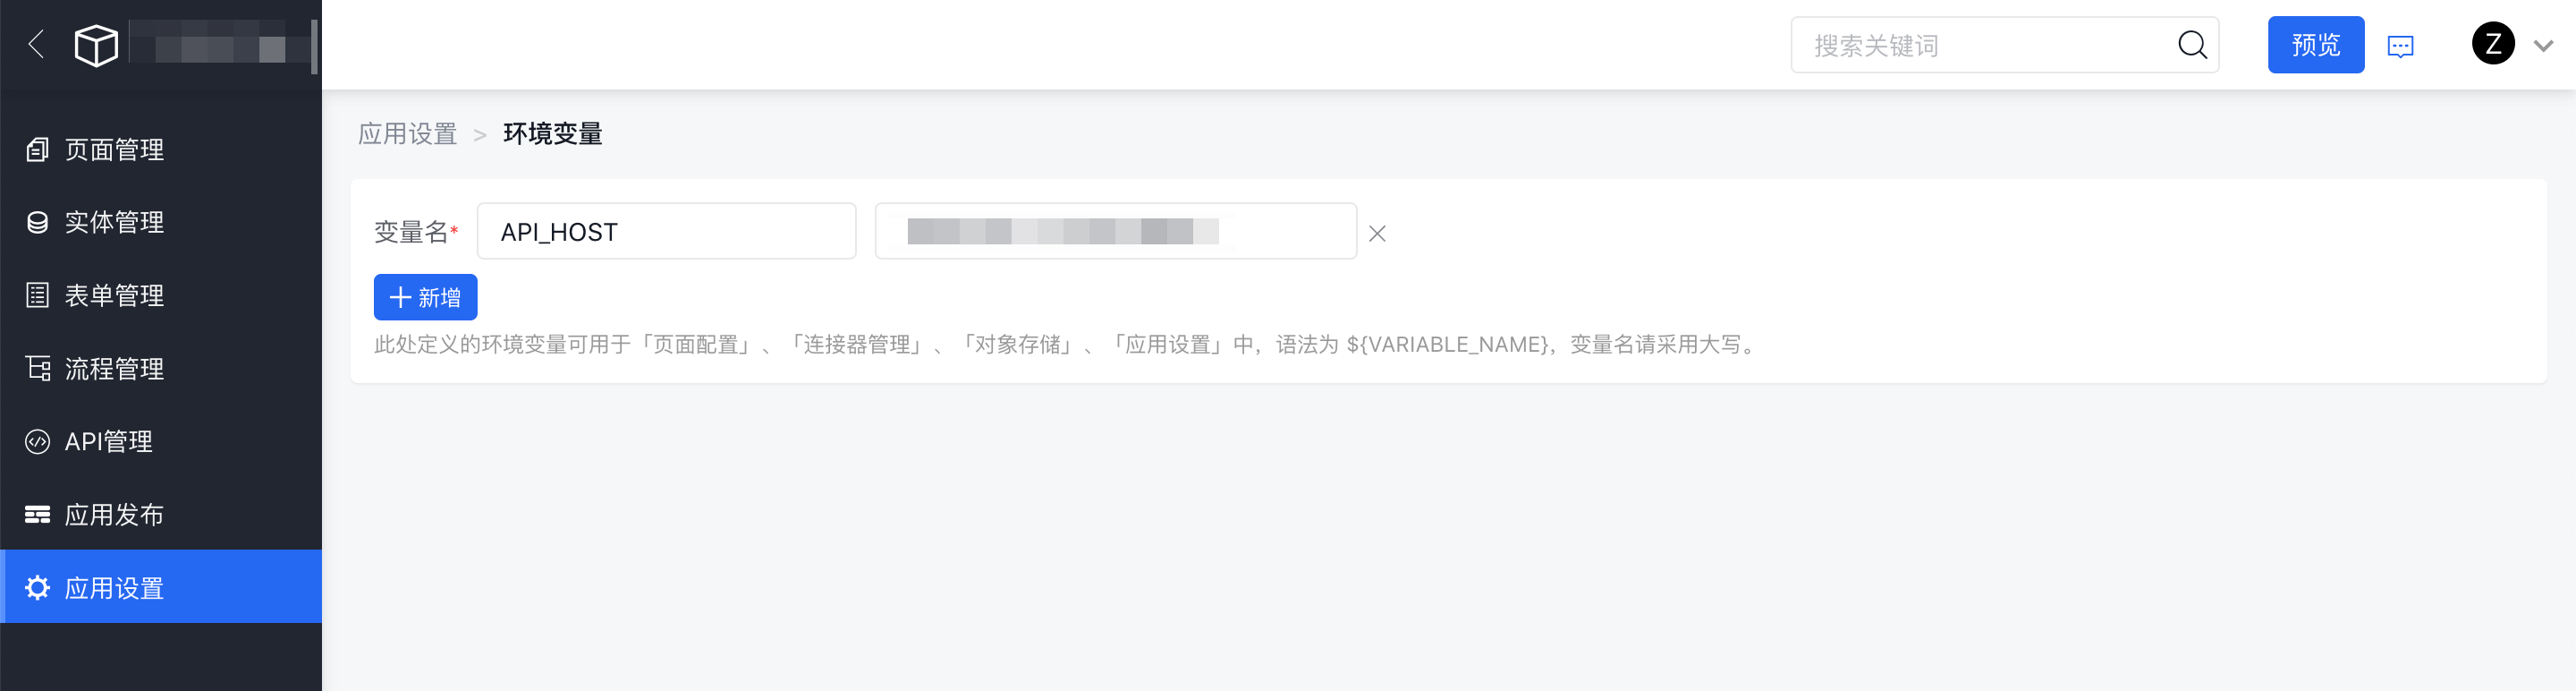 搜索关键词
预览
Z
页面管理
实体管理
表单管理
流程管理
API管理
应用发布
应用设置
应用设置 > 环境变量
变量名* API_HOST
新增
此处定义的环境变量可用于「页面配置」、「连接器管理」、「对象存储」、「应用设置」中，语法为 ${VARIABLE_NAME}，变量名请采用大写。